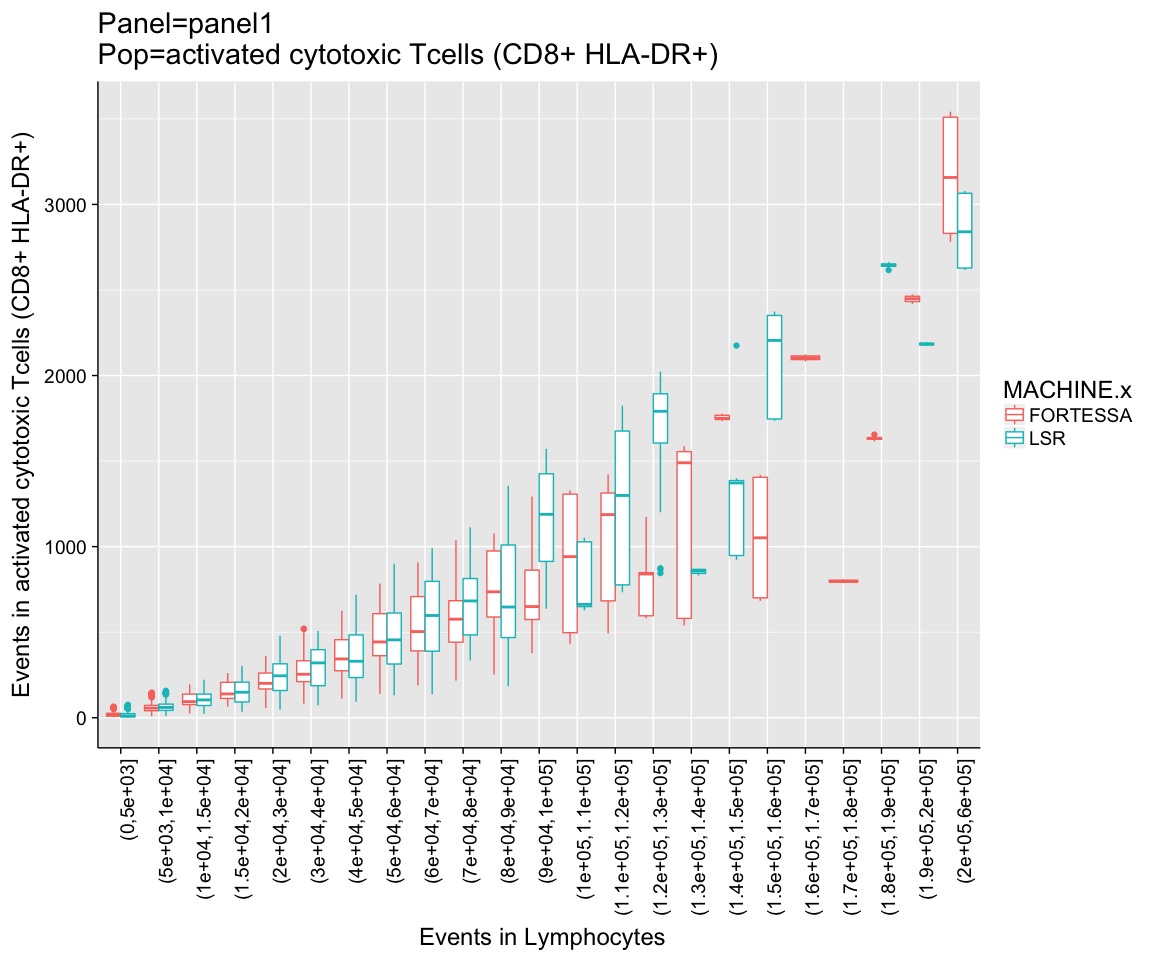 Panel=panel1
Pop=activated cytotoxic Tcells (CD8+ HLA-DR+)
Events in activated cytotoxic Tcells (CD8+ HLA-DR+)
3000
2000
1000
0
(0,5e+03]
(5e+03,1e+04]
(1e+04,1.5e+04]
(1.5e+04,2e+04]
(2e+04,3e+04]
(3e+04,4e+04]
(4e+04,5e+04]
(5e+04,6e+04]
(6e+04,7e+04]
(7e+04,8e+04]
(8e+04,9e+04]
(9e+04,1e+05]
(1e+05,1.1e+05]
(1.1e+05,1.2e+05]
(1.2e+05,1.3e+05]
(1.3e+05,1.4e+05]
(1.4e+05,1.5e+05]
(1.5e+05,1.6e+05]
(1.6e+05,1.7e+05]
(1.7e+05,1.8e+05]
(1.8e+05,1.9e+05]
(1.9e+05,2e+05]
(2e+05,6e+05]
Events in Lymphocytes
MACHINE.x
FORTESSA
LSR